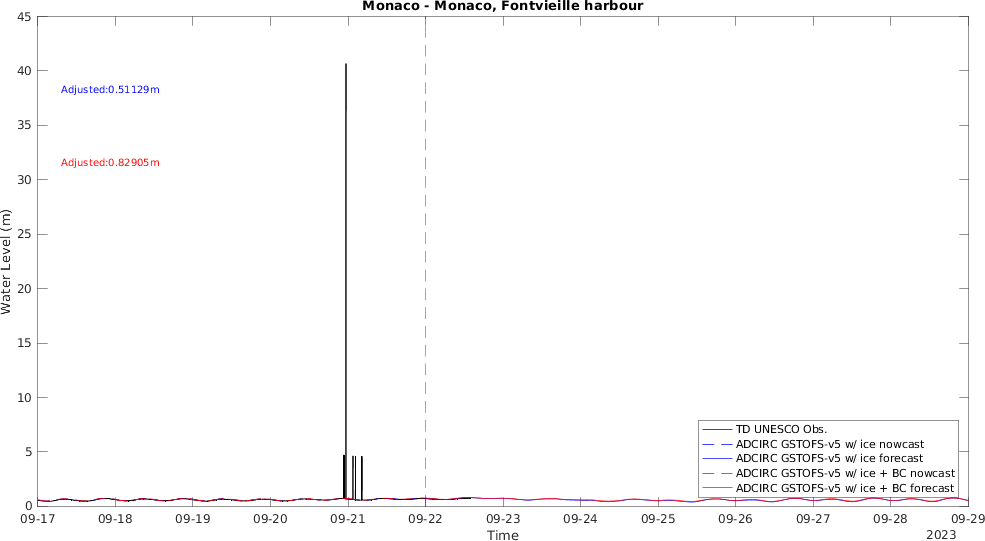 Monaco - Monaco, Fontvieille harbour
45
40
35
30
25
20
15
10
5
0
Water Level (m)
Adjusted:0.51129m
Adjusted:0.82905m
TD UNESCO Obs.
ADCIRC GSTOFS-v5 w/ ice nowcast
ADCIRC GSTOFS-v5 w/ ice forecast
ADCIRC GSTOFS-v5 w/ ice + BC nowcast
ADCIRC GSTOFS-v5 w/ ice + BC forecast
09-17 09-18 09-19 09-20 09-21 09-22 09-23 09-24 09-25 09-26 09-27 09-28 09-29
Time
2023